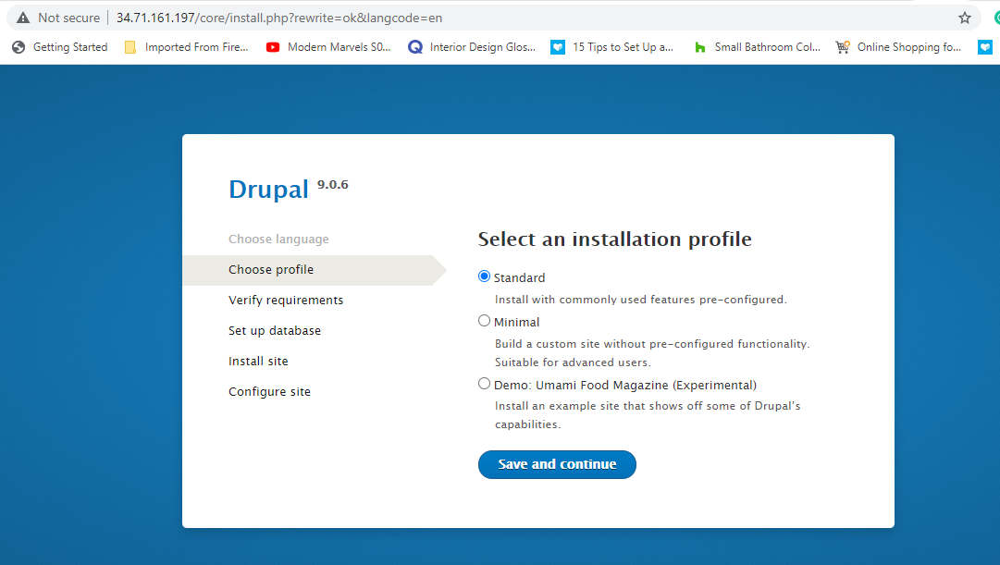 Not secure 34.71.161.197/core/install.php?rewrite=ok&langcode=en
Getting Started Imported From Fire... Modern Marvels S0... Interior Design Glos... 15 Tips to Set Up a... Small Bathroom Col... Online Shopping fo...
Drupal 9.0.6
Choose language
Choose profile
Verify requirements
Set up database
Install site
Configure site
Select an installation profile
Standard
Install with commonly used features pre-configured.
Minimal
Build a custom site without pre-configured functionality.
Suitable for advanced users.
Demo: Umami Food Magazine (Experimental)
Install an example site that shows off some of Drupal's
capabilities.
Save and continue